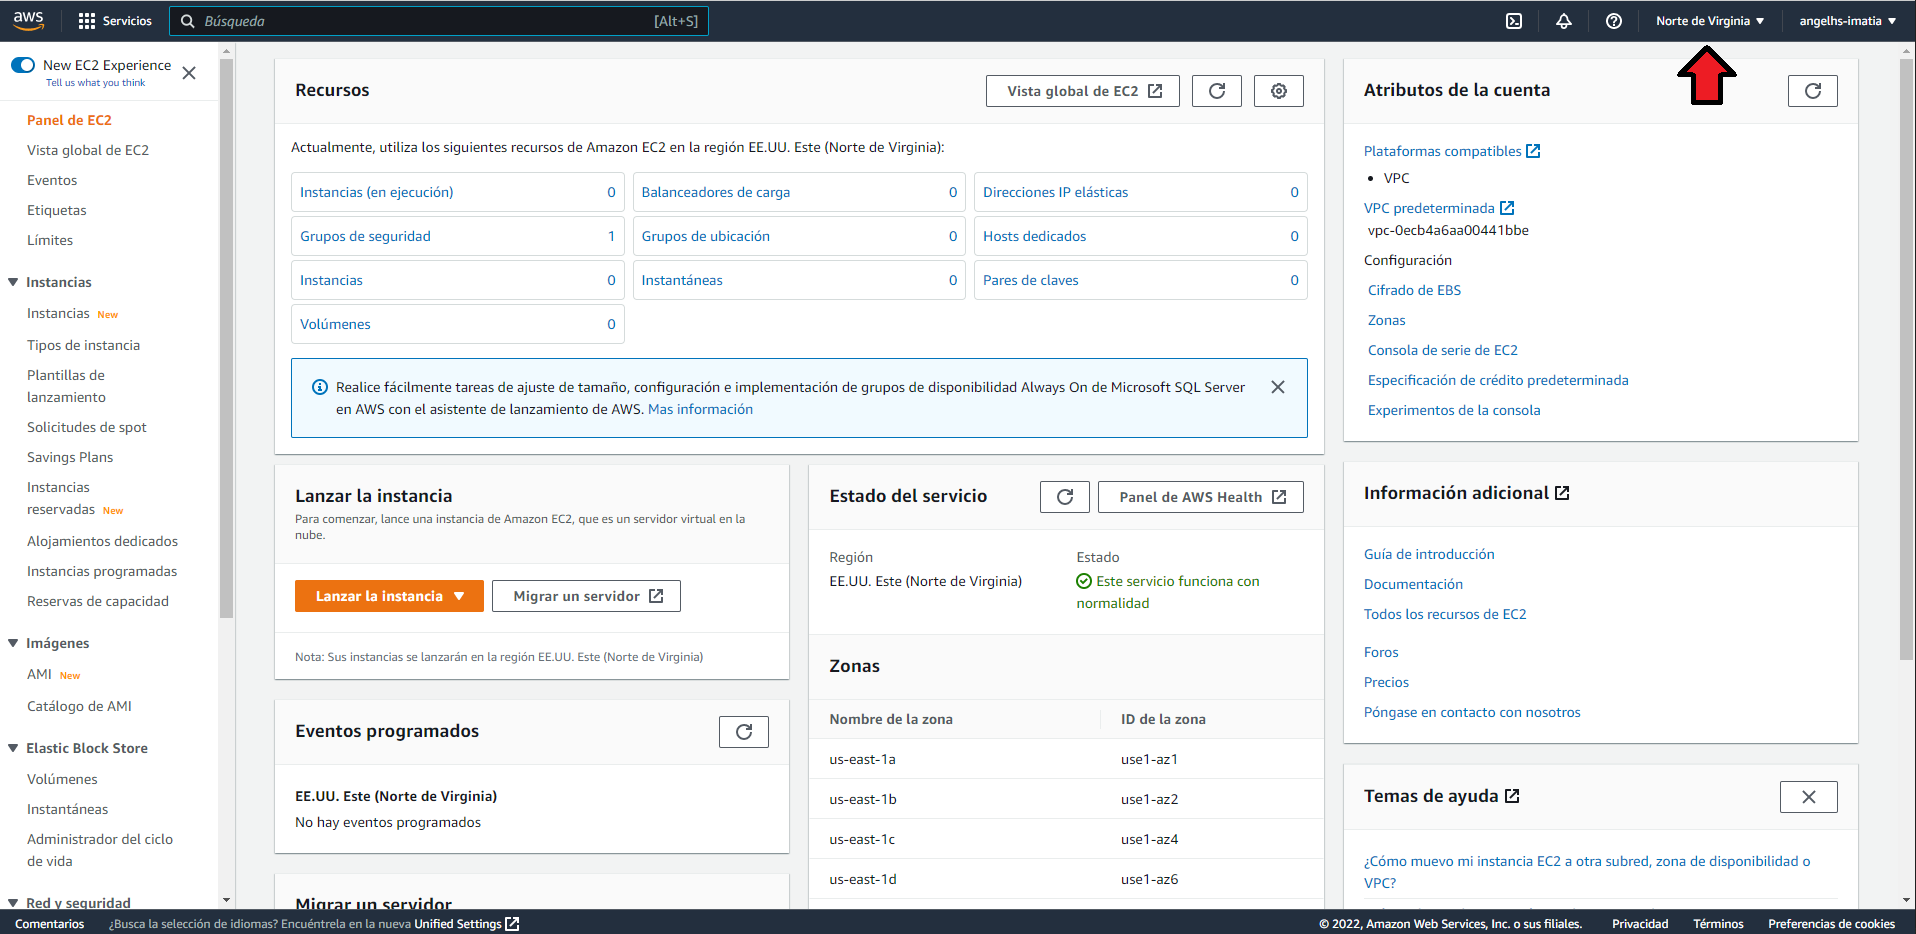 aws
Servicios
Búsqueda
[Alt+S]
Norte de Virginia
angelhs-imatia
New EC2 Experience
Tell us what you think
Panel de EC2
Vista global de EC2
Eventos
Etiquetas
Límites
Instancias
Instancias New
Tipos de instancia
Plantillas de
lanzamiento
Solicitudes de spot
Savings Plans
Instancias
reservadas New
Alojamientos dedicados
Instancias programadas
Reservas de capacidad
Imágenes
AMI New
Catálogo de AMI
Elastic Block Store
Volúmenes
Instantáneas
Administrador del ciclo
de vida
Red y seguridad
Recursos
Vista global de EC2
Actualmente, utiliza los siguientes recursos de Amazon EC2 en la región EE.UU. Este (Norte de Virginia):
Instancias (en ejecución) 0
Balanceadores de carga 0
Direcciones IP elásticas 0
Grupos de seguridad 1
Grupos de ubicación 0
Hosts dedicados 0
Instancias 0
Instantáneas 0
Pares de claves 0
Volúmenes 0
Realice fácilmente tareas de ajuste de tamaño, configuración e implementación de grupos de disponibilidad Always On de Microsoft SQL Server
en AWS con el asistente de lanzamiento de AWS. Mas información
Lanzar la instancia
Para comenzar, lance una instancia de Amazon EC2, que es un servidor virtual en la
nube.
Lanzar la instancia
Migrar un servidor
Nota: Sus instancias se lanzarán en la región EE.UU. Este (Norte de Virginia)
Eventos programados
EE.UU. Este (Norte de Virginia)
No hay eventos programados
Migrar un servidor
Estado del servicio
Panel de AWS Health
Región
EE.UU. Este (Norte de Virginia)
Estado
Este servicio funciona con
normalidad
Zonas
Nombre de la zona
ID de la zona
us-east-1a
use1-az1
us-east-1b
use1-az2
us-east-1c
use1-az4
us-east-1d
use1-az6
Atributos de la cuenta
Plataformas compatibles
• VPC
VPC predeterminada
vpc-0ecb4a6aa00441bbe
Configuración
Cifrado de EBS
Zonas
Consola de serie de EC2
Especificación de crédito predeterminada
Experimentos de la consola
Información adicional
Guía de introducción
Documentación
Todos los recursos de EC2
Foros
Precios
Póngase en contacto con nosotros
Temas de ayuda
¿Cómo muevo mi instancia EC2 a otra subred, zona de disponibilidad o
VPC?
Comentarios
¿Busca la selección de idiomas? Encuéntrela en la nueva Unified Settings
© 2022, Amazon Web Services, Inc. o sus filiales.
Privacidad
Términos
Preferencias de cookies